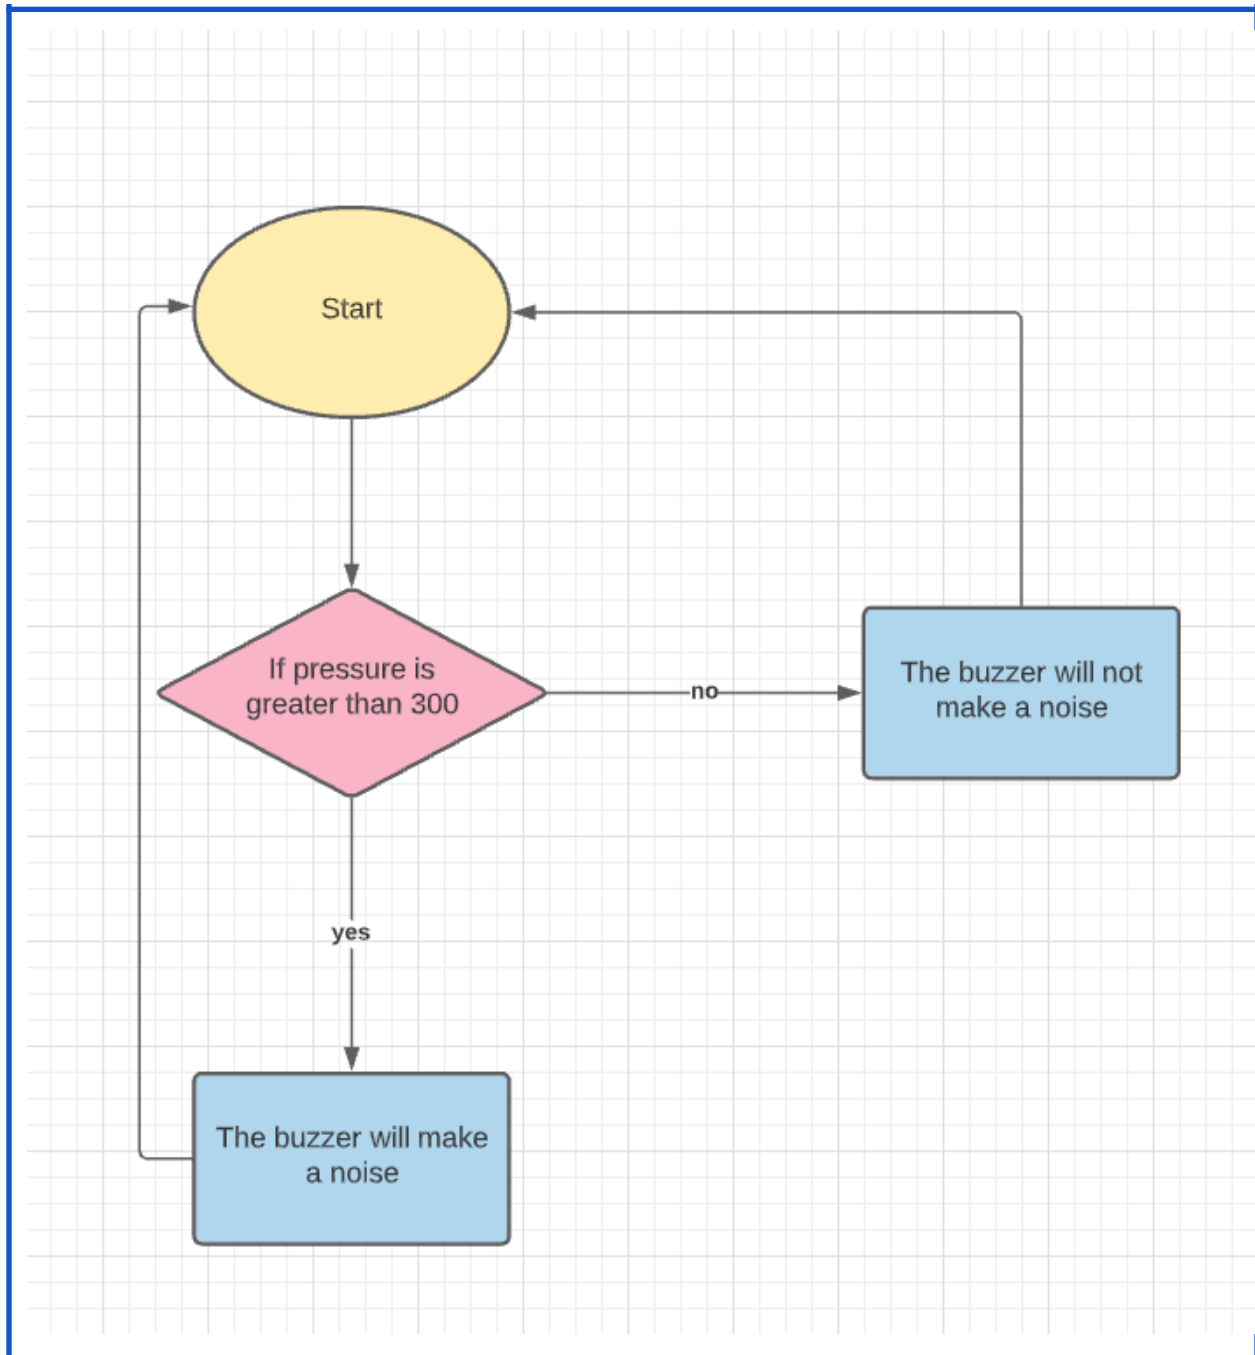 Start
If pressure is
greater than 300
no
The buzzer will not
make a noise
yes
The buzzer will make
a noise